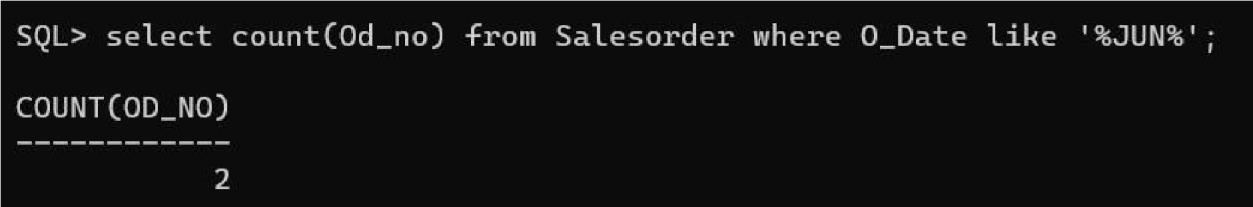 SQL> select count(Od_no) from Salesorder where O_Date like '%JUN%';
COUNT(OD_NO)
------------
2